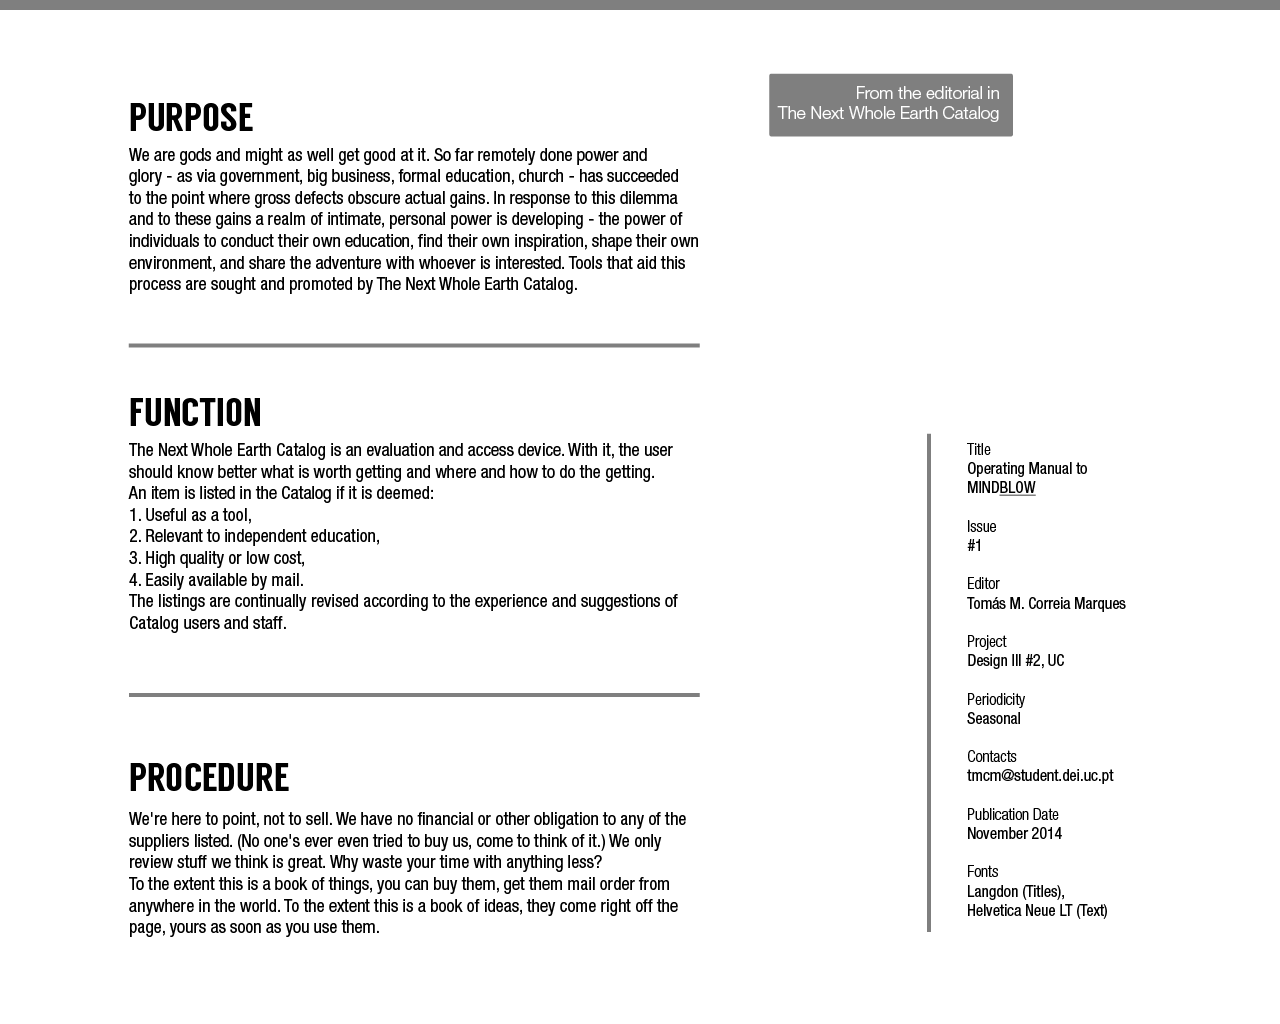 PURPOSE
We are gods and might as well get good at it. So far remotely done power and
glory - as via government, big business, formal education, church - has succeeded
to the point where gross defects obscure actual gains. In response to this dilemma
and to these gains a realm of intimate, personal power is developing - the power of
individuals to conduct their own education, find their own inspiration, shape their own
environment, and share the adventure with whoever is interested. Tools that aid this
process are sought and promoted by The Next Whole Earth Catalog.
From the editorial in
The Next Whole Earth Catalog
FUNCTION
The Next Whole Earth Catalog is an evaluation and access device. With it, the user
should know better what is worth getting and where and how to do the getting.
An item is listed in the Catalog if it is deemed:
1. Useful as a tool,
2. Relevant to independent education,
3. High quality or low cost,
4. Easily available by mail.
The listings are continually revised according to the experience and suggestions of
Catalog users and staff.
PROCEDURE
We're here to point, not to sell. We have no financial or other obligation to any of the
suppliers listed. (No one's ever even tried to buy us, come to think of it.) We only
review stuff we think is great. Why waste your time with anything less?
To the extent this is a book of things, you can buy them, get them mail order from
anywhere in the world. To the extent this is a book of ideas, they come right off the
page, yours as soon as you use them.
Title
Operating Manual to
MINDBLOW
Issue
#1
Editor
Tomás M. Correia Marques
Project
Design III #2, UC
Periodicity
Seasonal
Contacts
tmcm@student.dei.uc.pt
Publication Date
November 2014
Fonts
Langdon (Titles),
Helvetica Neue LT (Text)